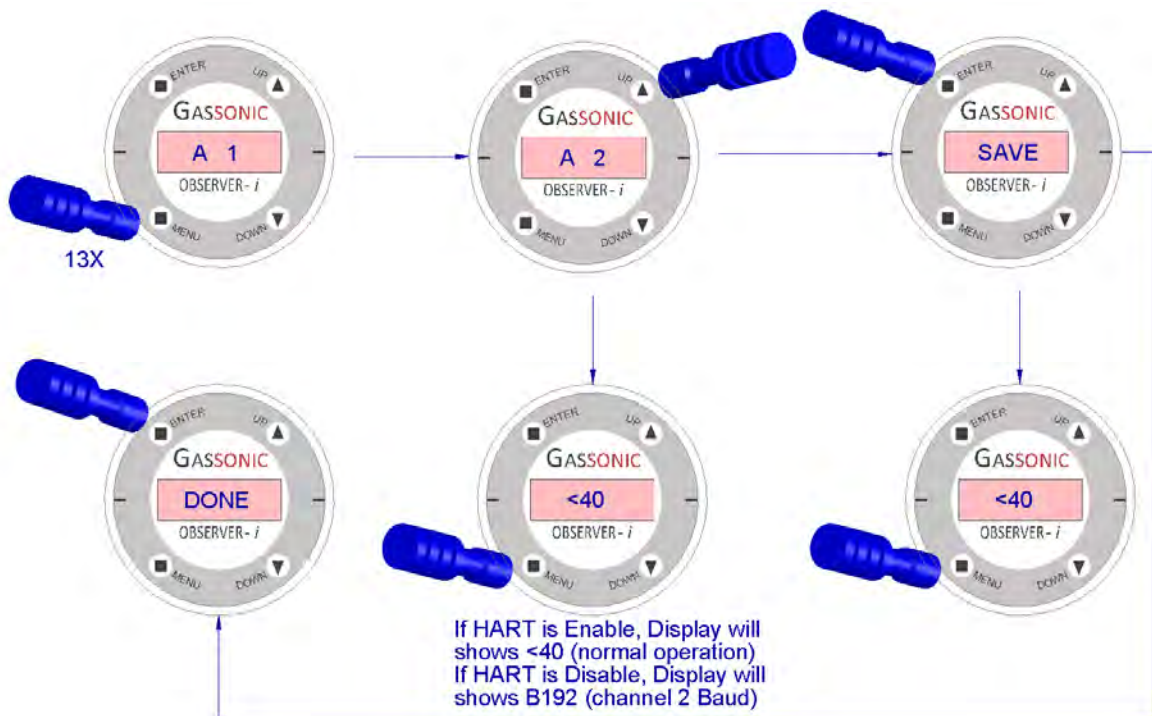 ENTER
UP
GASSONIC
A 1
OBSERVER-i
MENU
DOWN
13X
ENTER
UP
GASSONIC
A 2
OBSERVER-i
MENU
DOWN
ENTER
UP
GASSONIC
SAVE
OBSERVER-i
MENU
DOWN
ENTER
UP
GASSONIC
DONE
OBSERVER-i
MENU
DOWN
ENTER
UP
GASSONIC
<40
OBSERVER-i
MENU
DOWN
If HART is Enable, Display will
shows <40 (normal operation)
If HART is Disable, Display will
shows B192 (channel 2 Baud)
ENTER
UP
GASSONIC
<40
OBSERVER-i
MENU
DOWN